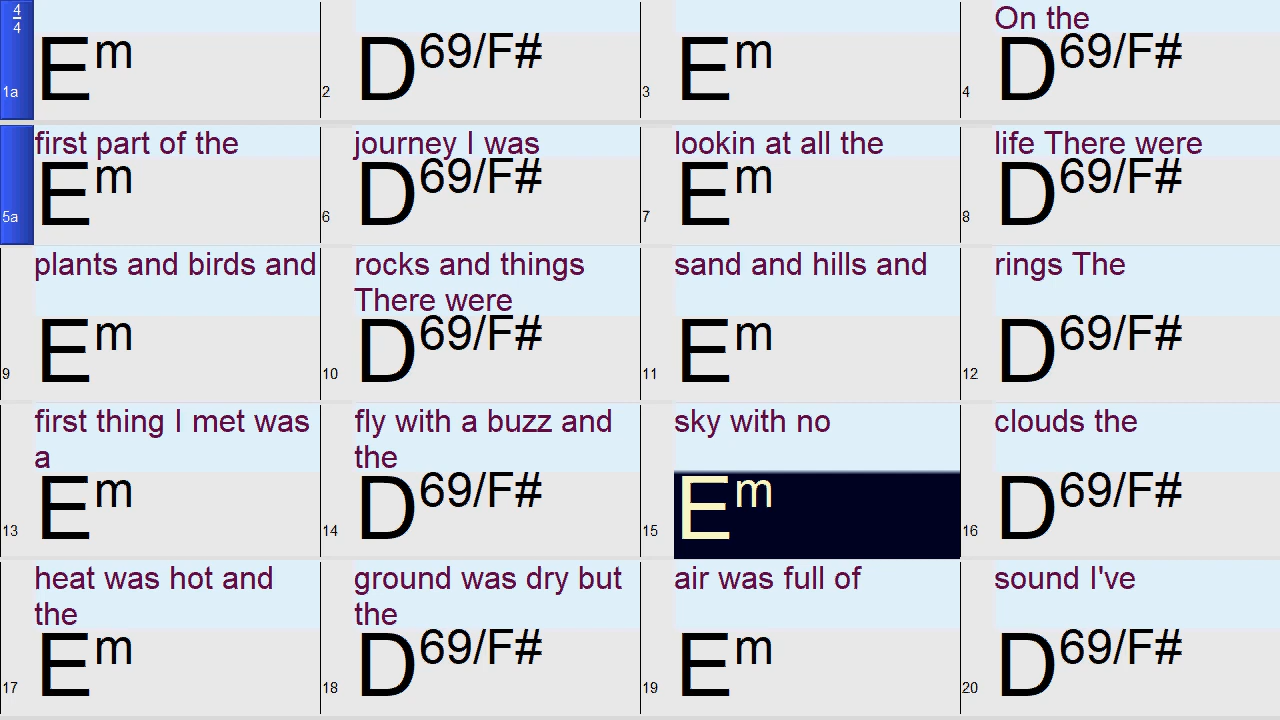 4
4
On the
1a Em 2 D69/F# 3 Em 4 D69/F#
first part of the journey I was lookin at all the life There were
5a Em 6 D69/F# 7 Em 8 D69/F#
plants and birds and rocks and things sand and hills and rings The
There were
9 Em 10 D69/F# 11 Em 12 D69/F#
first thing I met was fly with a buzz and sky with no clouds the
a the
13 Em 14 D69/F# 15 Em 16 D69/F#
heat was hot and ground was dry but air was full of sound I've
the the
17 Em 18 D69/F# 19 Em 20 D69/F#